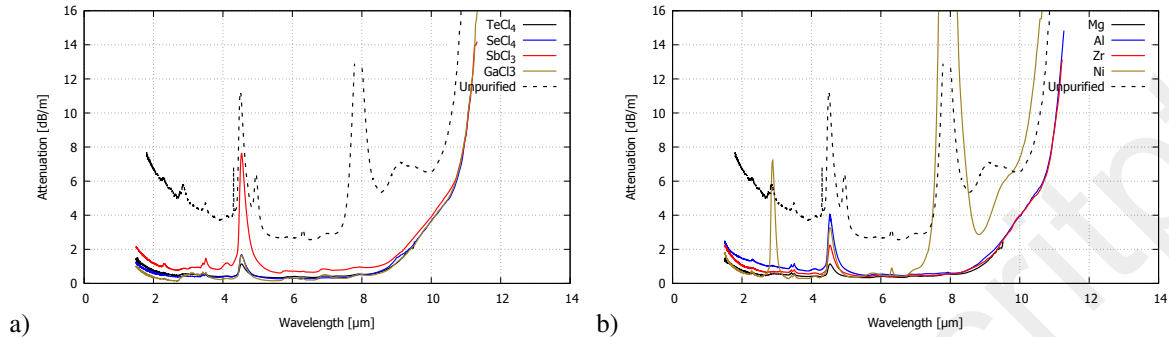 16
14
12
10
8
6
4
2
0
0 2 4 6 8 10 12 14
Attenuation [dB/m]
Wavelength [µm]
TeCl4
SeCl4
SbCl3
GaCl3
Unpurified
a)
16
14
12
10
8
6
4
2
0
0 2 4 6 8 10 12 14
Attenuation [dB/m]
Wavelength [µm]
Mg
Al
Zr
Ni
Unpurified
b)